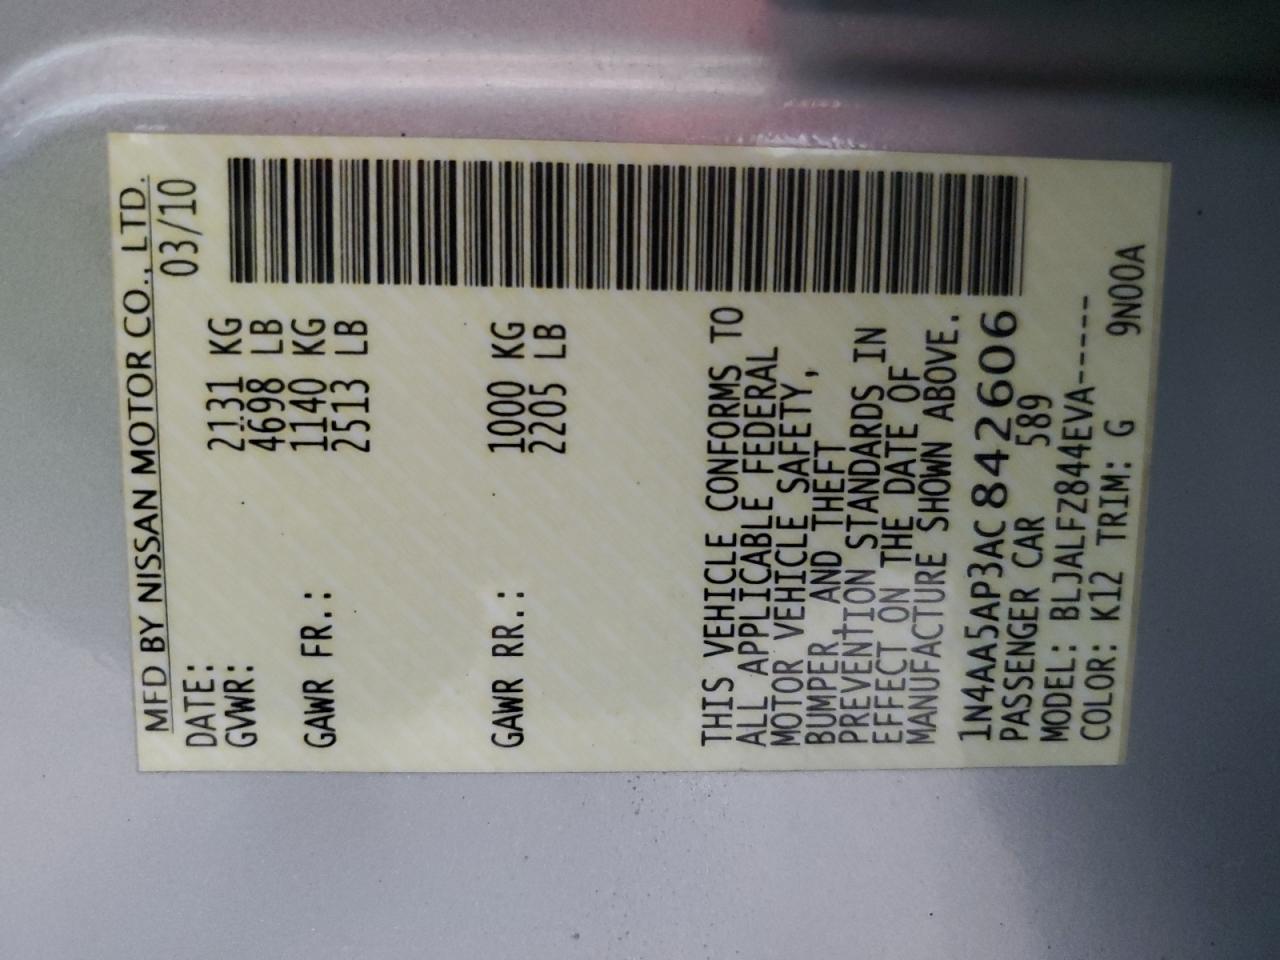 MFD BY NISSAN MOTOR CO., LTD.
DATE: 03/10
GVWR: 2131 KG
4698 LB
GAWR FR.: 1140 KG
2513 LB
GAWR RR.: 1000 KG
2205 LB
THIS VEHICLE CONFORMS TO
ALL APPLICABLE FEDERAL
MOTOR VEHICLE SAFETY,
BUMPER AND THEFT
PREVENTION STANDARDS IN
EFFECT ON THE DATE OF
MANUFACTURE SHOWN ABOVE.
1N4AA5AP3AC842606
PASSENGER CAR 589
MODEL: BLJALFZ844EVA------
COLOR: K12 TRIM: G 9N00A